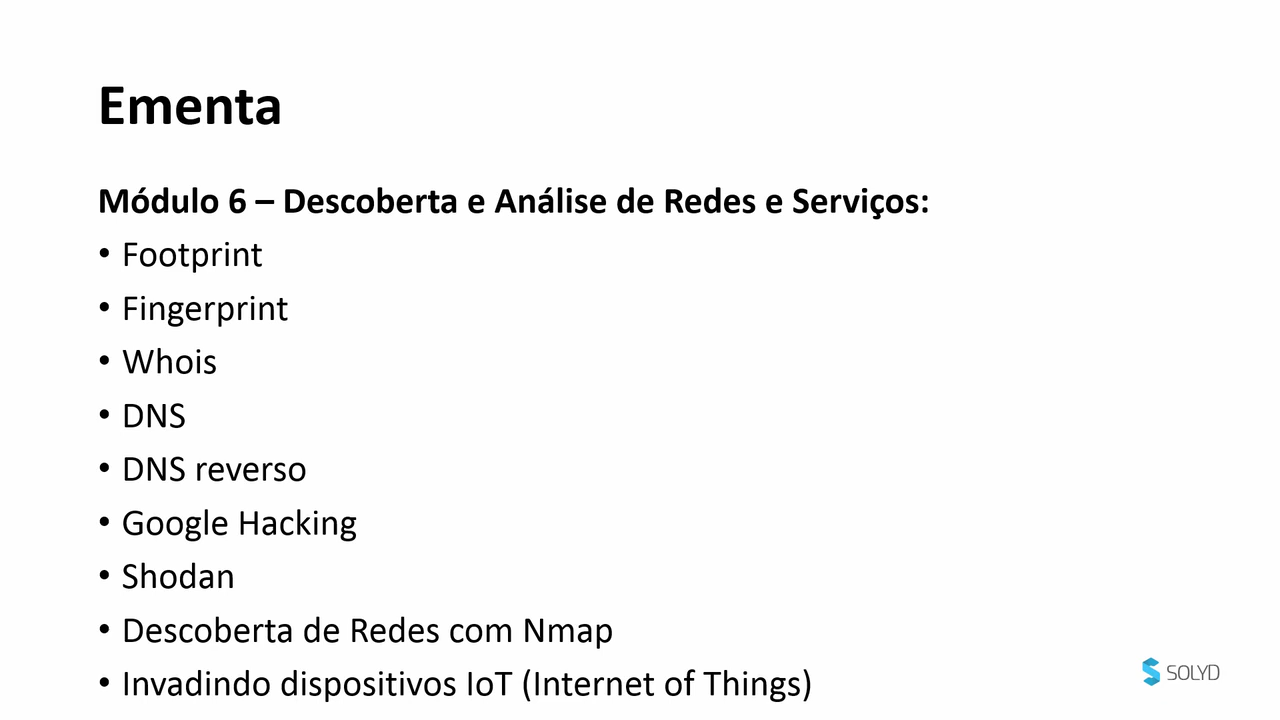 Ementa
Módulo 6 – Descoberta e Análise de Redes e Serviços:
• Footprint
• Fingerprint
• Whois
• DNS
• DNS reverso
• Google Hacking
• Shodan
• Descoberta de Redes com Nmap
• Invadindo dispositivos IoT (Internet of Things)
SOLYD